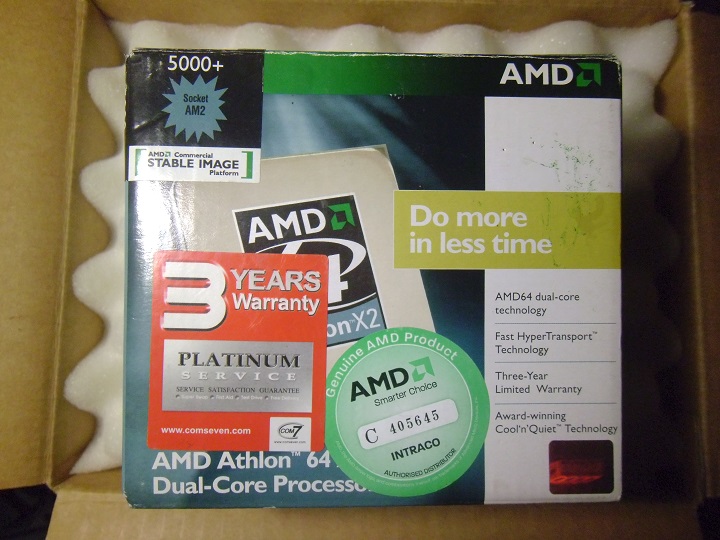 5000+
Socket
AM2
AMD Commercial
STABLE IMAGE
Platform
AMD
AMD
4
on™X2
Do more
in less time
AMD64 dual-core
technology
Fast HyperTransport™
Technology
Three-Year
Limited Warranty
Award-winning
Cool'n'Quiet™ Technology
3 YEARS
Warranty
PLATINUM
SERVICE
SERVICE SATISFACTION GUARANTEE
www.comseven.com
COM7
Genuine AMD Product
AMD
Smarter Choice
C 405645
INTRACO
AUTHORISED DISTRIBUTOR
AMD Athlon™ 64
Dual-Core Processo